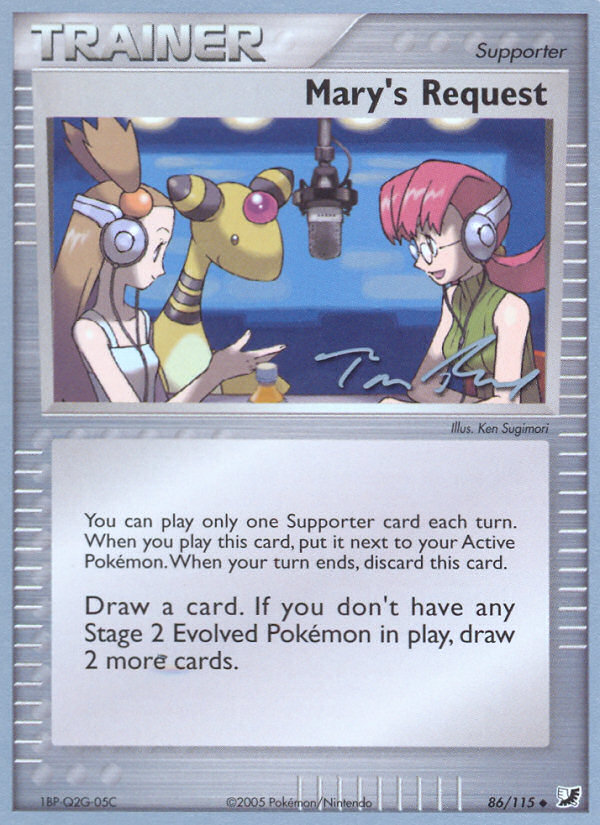 TRAINER
Supporter
Mary's Request
Illus. Ken Sugimori
You can play only one Supporter card each turn.
When you play this card, put it next to your Active
Pokémon. When your turn ends, discard this card.
Draw a card. If you don't have any
Stage 2 Evolved Pokémon in play, draw
2 more cards.
1BP-Q2G-05C
©2005 Pokémon/Nintendo
86/115